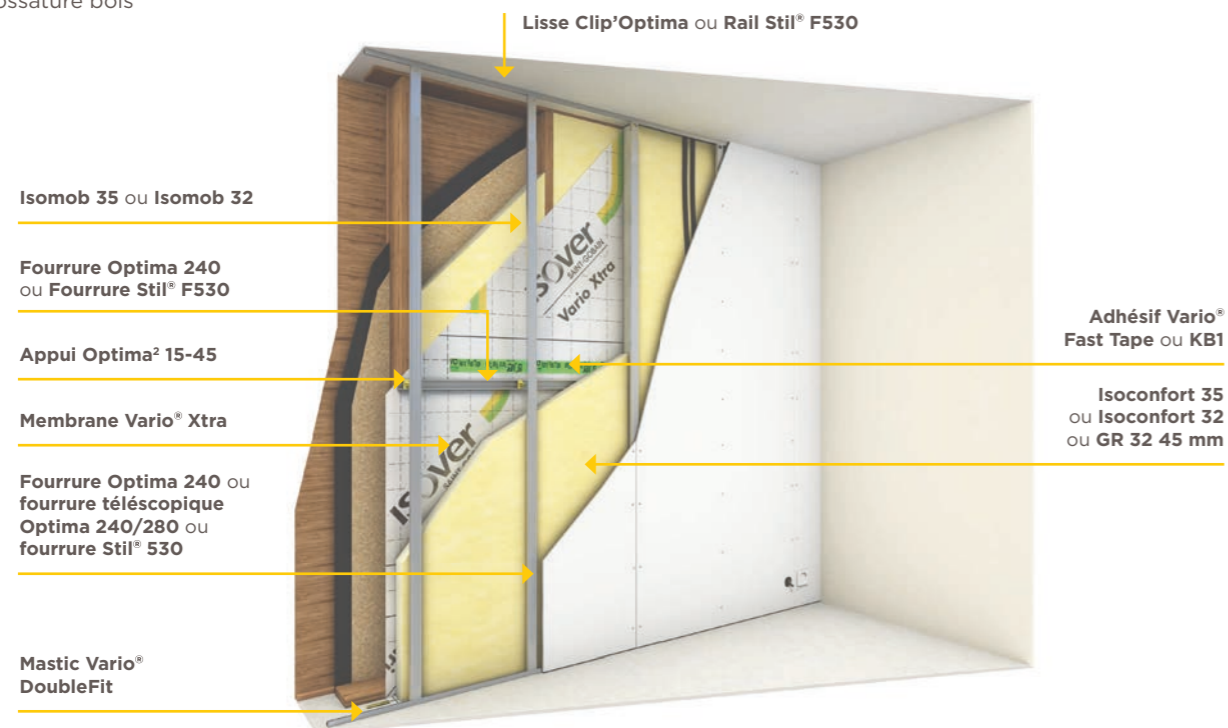 ossature bois
Lisse Clip’Optima ou Rail Stil® F530
Isomob 35 ou Isomob 32
Fourrure Optima 240
ou Fourrure Stil® F530
Appui Optima² 15-45
Membrane Vario® Xtra
Fourrure Optima 240 ou
fourrure téléscopique
Optima 240/280 ou
fourrure Stil® 530
Mastic Vario®
DoubleFit
Adhésif Vario®
Fast Tape ou KB1
Isoconfort 35
ou Isoconfort 32
ou GR 32 45 mm
ISOVER
SAINT-GOBAIN
Vario Xtra
ISOVER